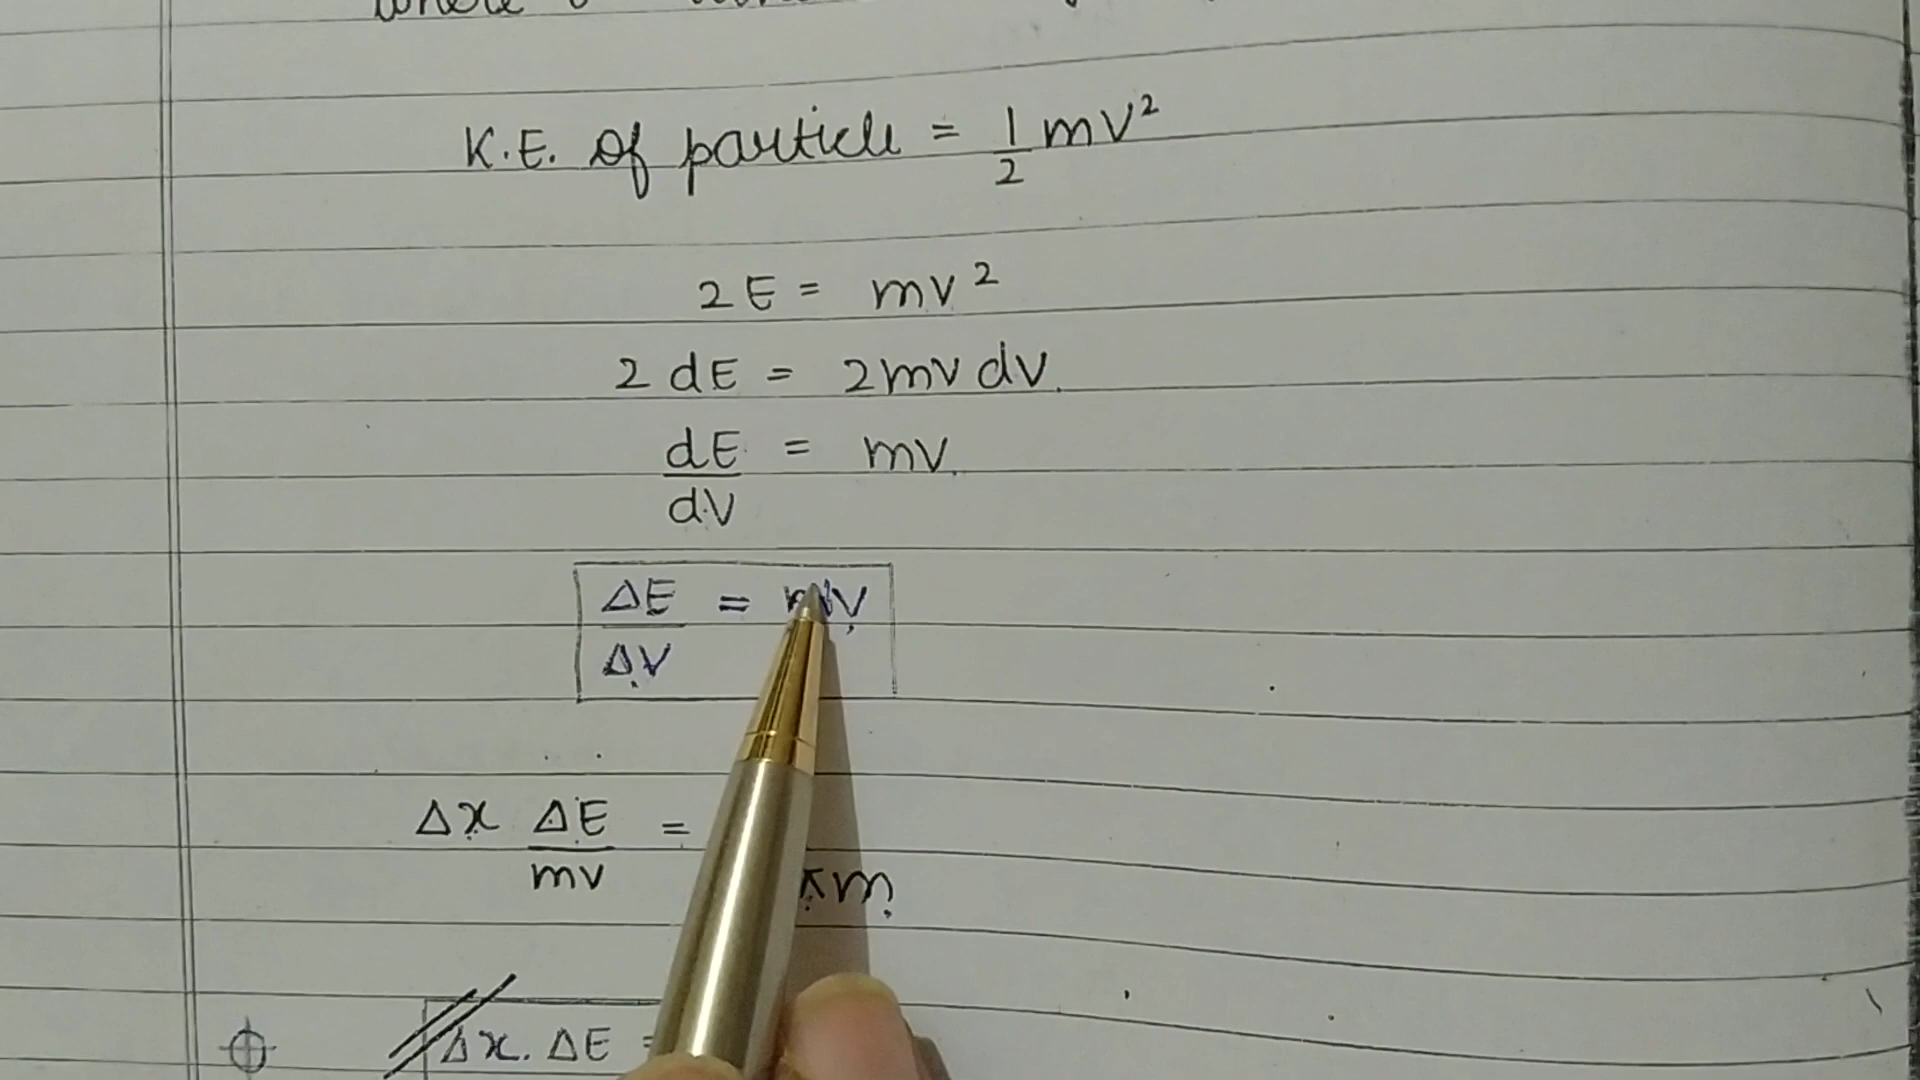 K.E. of particle = 1/2 mv²
2E = mv²
2 dE = 2mv dv
dE/dv = mv
ΔE/Δv = mv
Δx ΔE/mv =
πm
Δx. ΔE =